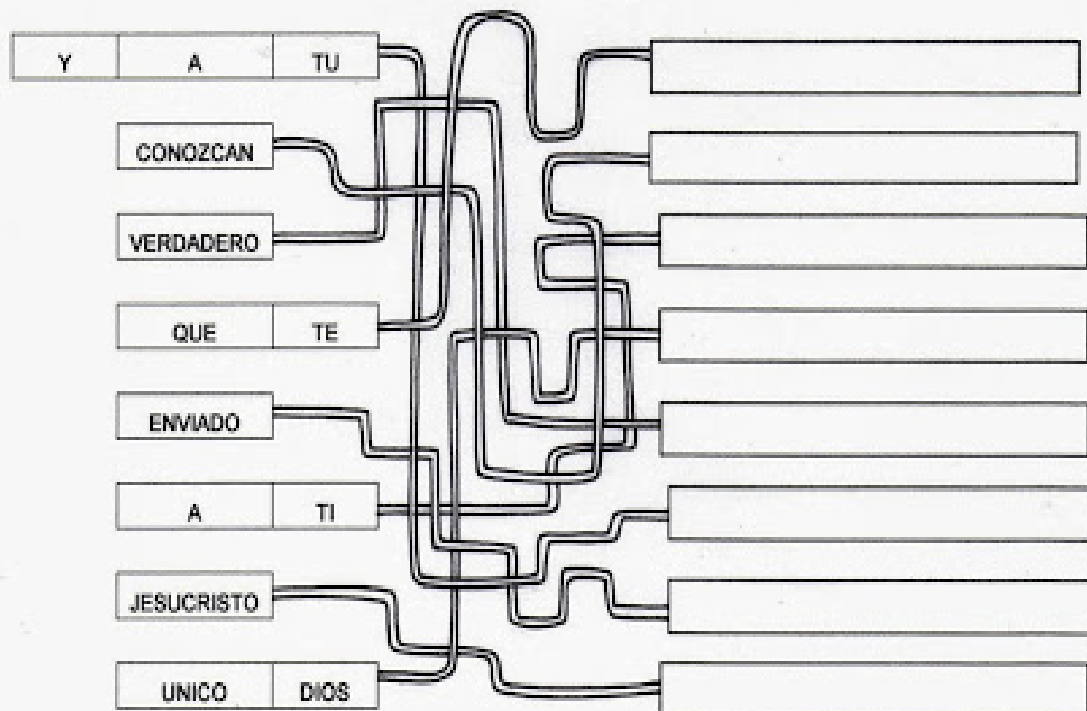 Y A TU
CONOZCAN
VERDADERO
QUE TE
ENVIADO
A TI
JESUCRISTO
UNICO DIOS